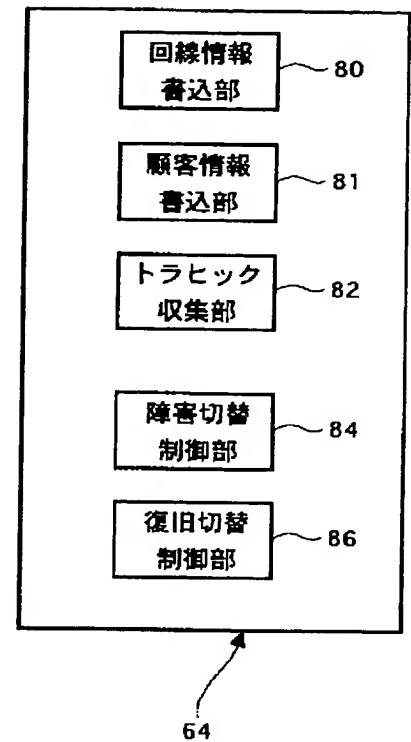 回線情報
書込部
80
顧客情報
書込部
81
トラヒック
収集部
82
障害切替
制御部
84
復旧切替
制御部
86
64